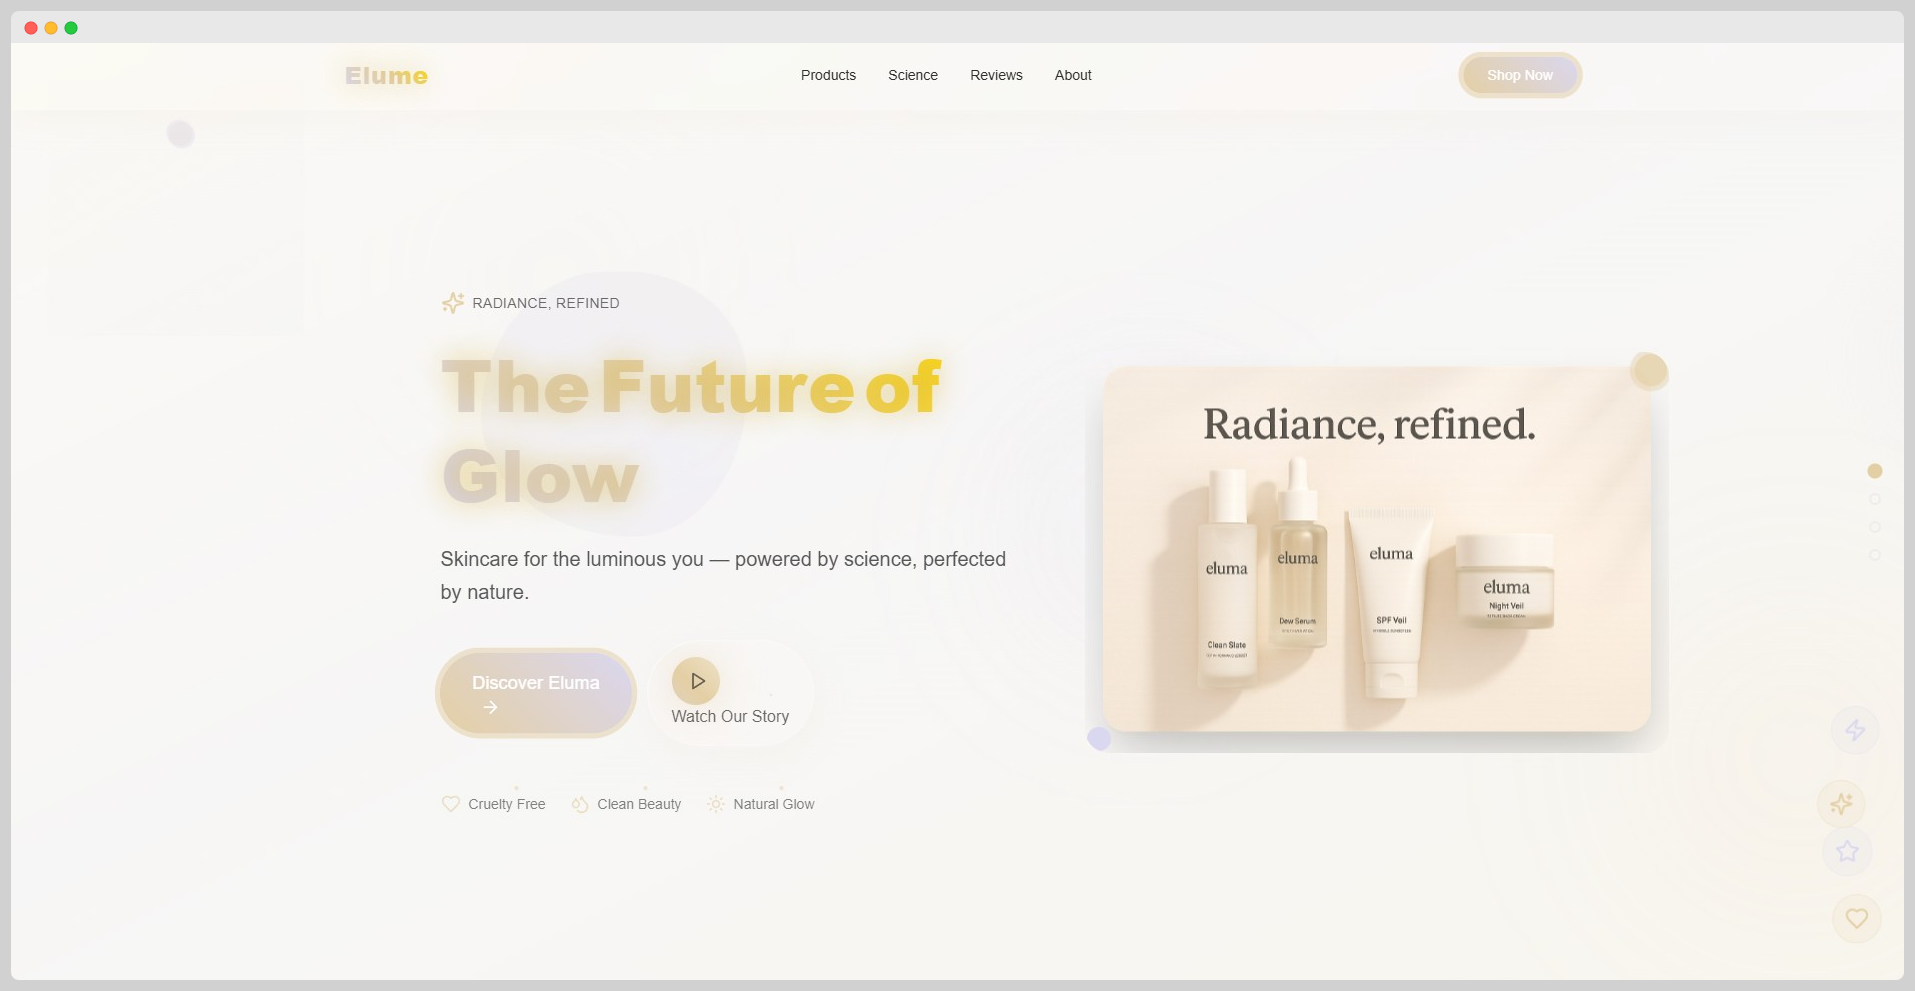 Elume
Products
Science
Reviews
About
Shop Now
RADIANCE, REFINED
The Future of
Glow
Skincare for the luminous you — powered by science, perfected
by nature.
Discover Eluma
Watch Our Story
Cruelty Free
Clean Beauty
Natural Glow
Radiance, refined.
eluma
Clean Slate
eluma
Dew Serum
eluma
SPF Veil
eluma
Night Veil